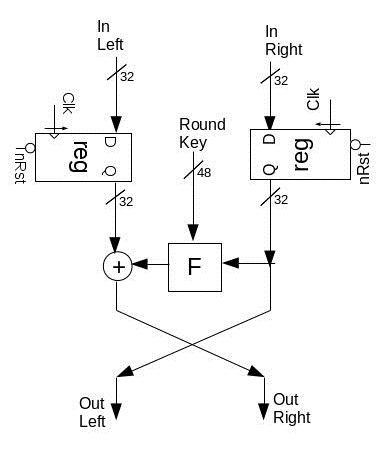 In
Left
32
In
Right
32
Clk
D
Q
reg
nRst
32
Round
Key
48
Clk
D
Q
reg
nRst
32
+
F
Out
Left
Out
Right